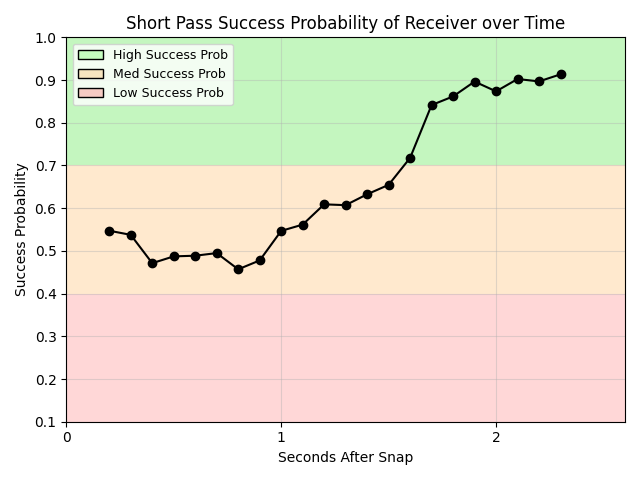 Short Pass Success Probability of Receiver over Time
High Success Prob
Med Success Prob
Low Success Prob
Success Probability
1.0
0.9
0.8
0.7
0.6
0.5
0.4
0.3
0.2
0.1
0 1 2
Seconds After Snap